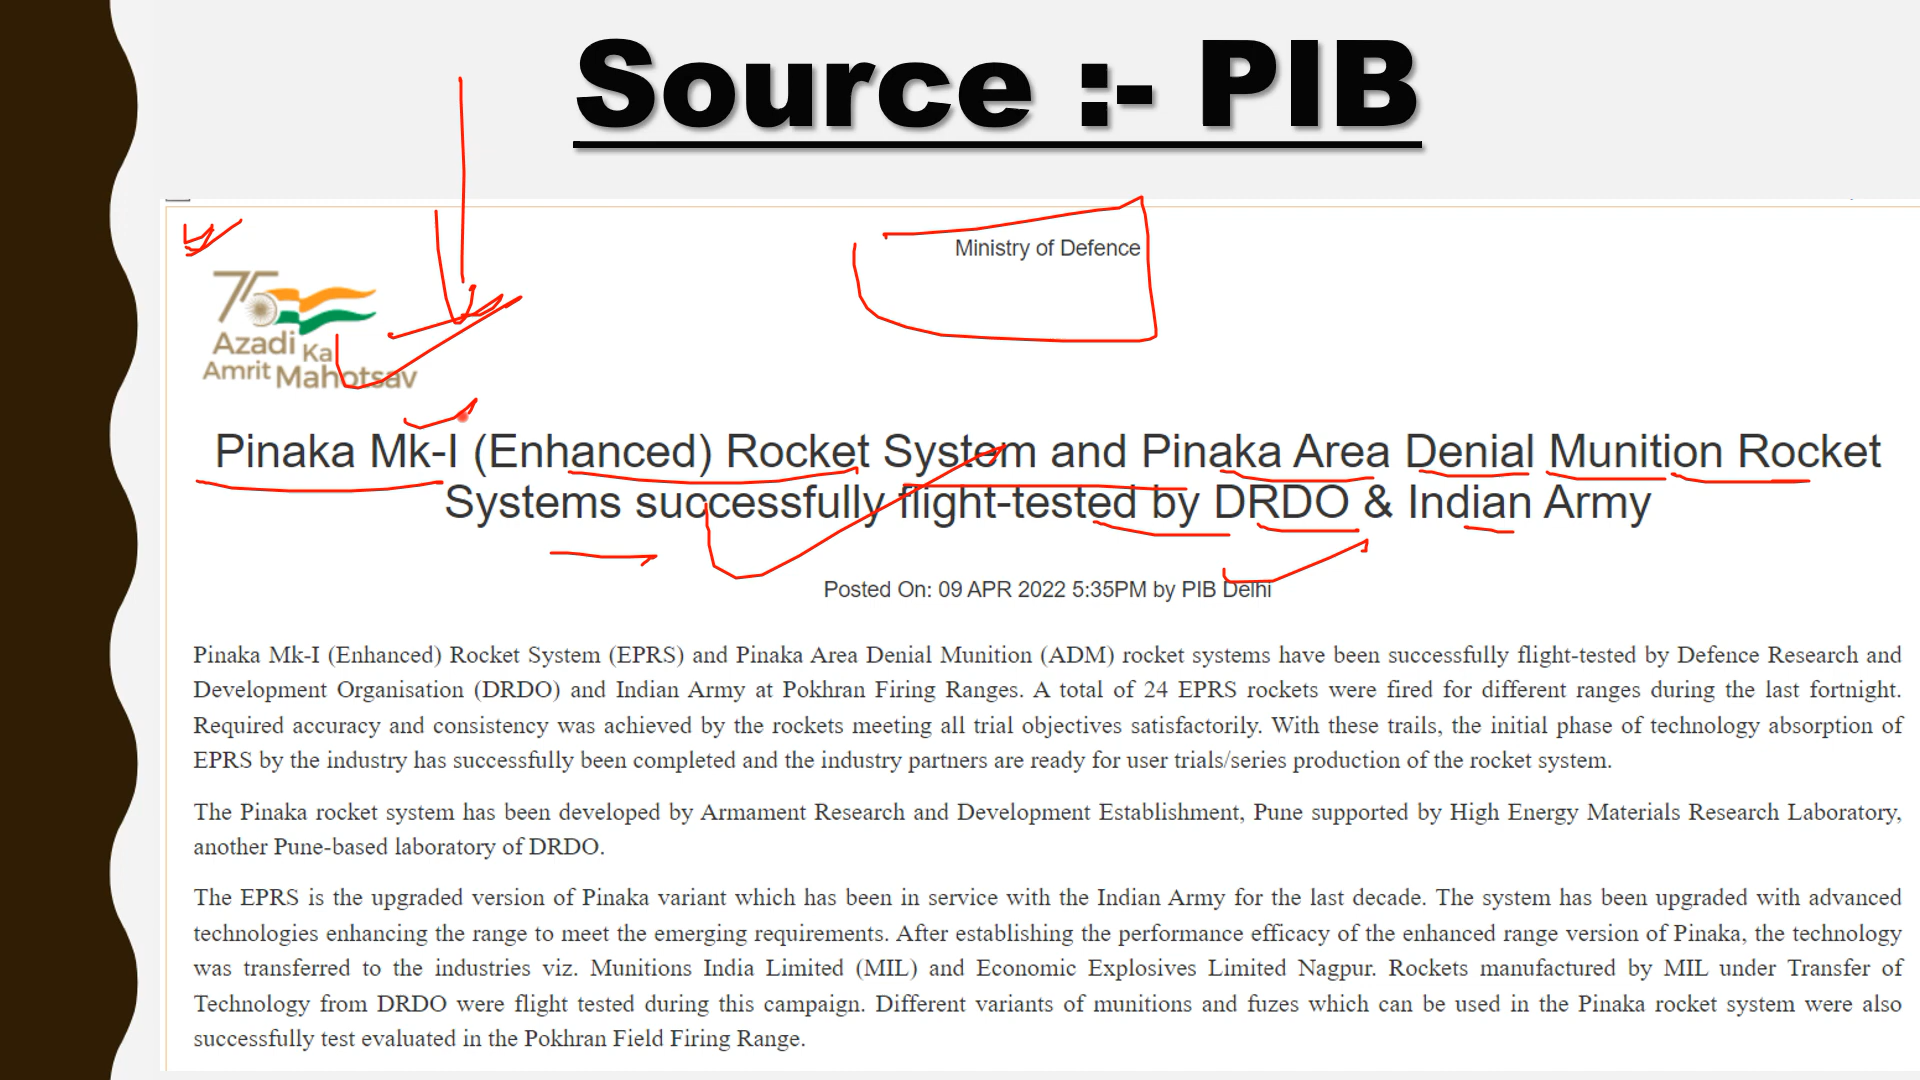 Source :- PIB
Ministry of Defence
75
Azadi Ka
Amrit Mahotsav
Pinaka Mk-I (Enhanced) Rocket System and Pinaka Area Denial Munition Rocket
Systems successfully flight-tested by DRDO & Indian Army
Posted On: 09 APR 2022 5:35PM by PIB Delhi
Pinaka Mk-I (Enhanced) Rocket System (EPRS) and Pinaka Area Denial Munition (ADM) rocket systems have been successfully flight-tested by Defence Research and
Development Organisation (DRDO) and Indian Army at Pokhran Firing Ranges. A total of 24 EPRS rockets were fired for different ranges during the last fortnight.
Required accuracy and consistency was achieved by the rockets meeting all trial objectives satisfactorily. With these trails, the initial phase of technology absorption of
EPRS by the industry has successfully been completed and the industry partners are ready for user trials/series production of the rocket system.
The Pinaka rocket system has been developed by Armament Research and Development Establishment, Pune supported by High Energy Materials Research Laboratory,
another Pune-based laboratory of DRDO.
The EPRS is the upgraded version of Pinaka variant which has been in service with the Indian Army for the last decade. The system has been upgraded with advanced
technologies enhancing the range to meet the emerging requirements. After establishing the performance efficacy of the enhanced range version of Pinaka, the technology
was transferred to the industries viz. Munitions India Limited (MIL) and Economic Explosives Limited Nagpur. Rockets manufactured by MIL under Transfer of
Technology from DRDO were flight tested during this campaign. Different variants of munitions and fuzes which can be used in the Pinaka rocket system were also
successfully test evaluated in the Pokhran Field Firing Range.